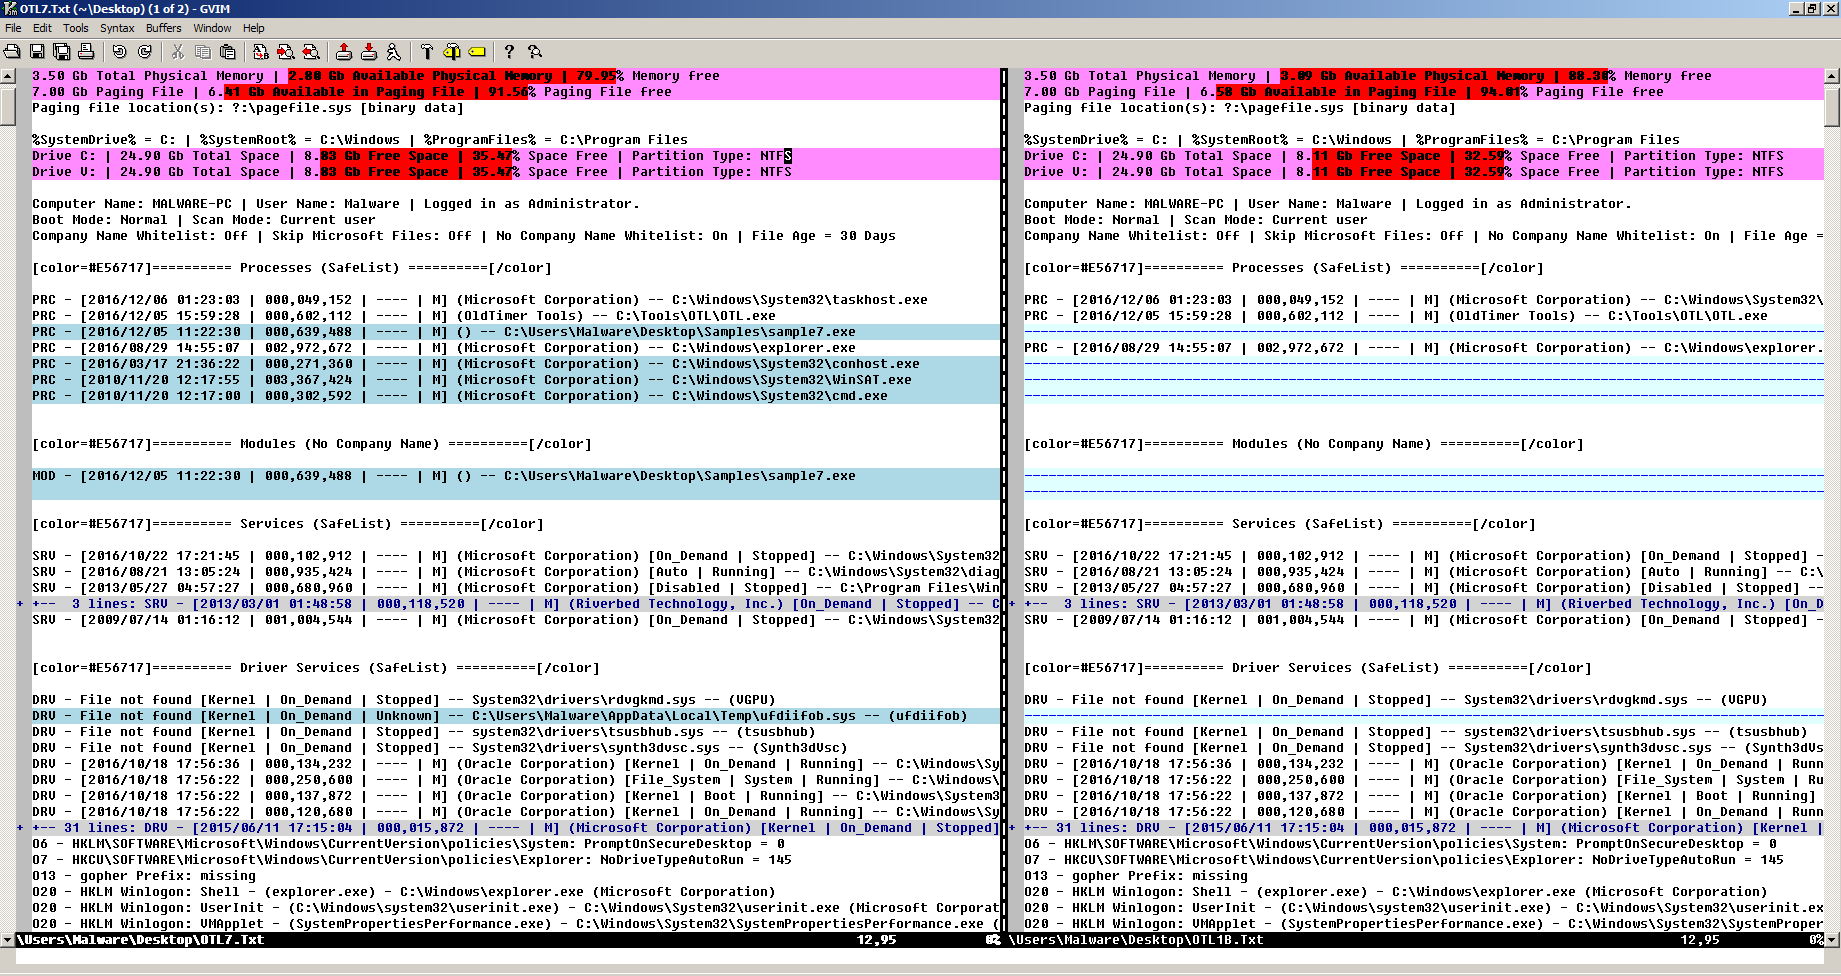 OTL7.Txt (~\Desktop) (1 of 2) - GVIM
File Edit Tools Syntax Buffers Window Help
3.50 Gb Total Physical Memory | 2.80 Gb Available Physical Memory | 79.95% Memory free
7.00 Gb Paging File | 6.41 Gb Available in Paging File | 91.56% Paging File free
Paging file location(s): ?:\pagefile.sys [binary data]
%SystemDrive% = C: | %SystemRoot% = C:\Windows | %ProgramFiles% = C:\Program Files
Drive C: | 24.90 Gb Total Space | 8.83 Gb Free Space | 35.47% Space Free | Partition Type: NTFS
Drive V: | 24.90 Gb Total Space | 8.83 Gb Free Space | 35.47% Space Free | Partition Type: NTFS
Computer Name: MALWARE-PC | User Name: Malware | Logged in as Administrator.
Boot Mode: Normal | Scan Mode: Current user
Company Name Whitelist: Off | Skip Microsoft Files: Off | No Company Name Whitelist: On | File Age = 30 Days
[color=#E56717]========== Processes (SafeList) ==========[/color]
PRC - [2016/12/06 01:23:03 | 000,049,152 | ---- | M] (Microsoft Corporation) -- C:\Windows\System32\taskhost.exe
PRC - [2016/12/05 15:59:28 | 000,602,112 | ---- | M] (OldTimer Tools) -- C:\Tools\OTL\OTL.exe
PRC - [2016/12/05 11:22:30 | 000,639,488 | ---- | M] () -- C:\Users\Malware\Desktop\Samples\sample7.exe
PRC - [2016/08/29 14:55:07 | 002,972,672 | ---- | M] (Microsoft Corporation) -- C:\Windows\explorer.exe
PRC - [2016/03/17 21:36:22 | 000,271,360 | ---- | M] (Microsoft Corporation) -- C:\Windows\System32\conhost.exe
PRC - [2010/11/20 12:17:55 | 003,367,424 | ---- | M] (Microsoft Corporation) -- C:\Windows\System32\WinSAT.exe
PRC - [2010/11/20 12:17:00 | 000,302,592 | ---- | M] (Microsoft Corporation) -- C:\Windows\System32\cmd.exe
[color=#E56717]========== Modules (No Company Name) ==========[/color]
MOD - [2016/12/05 11:22:30 | 000,639,488 | ---- | M] () -- C:\Users\Malware\Desktop\Samples\sample7.exe
[color=#E56717]========== Services (SafeList) ==========[/color]
SRV - [2016/10/22 17:21:45 | 000,102,912 | ---- | M] (Microsoft Corporation) [On_Demand | Stopped] -- C:\Windows\System32
SRV - [2016/08/21 13:05:24 | 000,935,424 | ---- | M] (Microsoft Corporation) [Auto | Running] -- C:\Windows\System32\diag
SRV - [2013/05/27 04:57:27 | 000,680,960 | ---- | M] (Microsoft Corporation) [Disabled | Stopped] -- C:\Program Files\Win
+ +--  3 lines: SRV - [2013/03/01 01:48:58 | 000,118,520 | ---- | M] (Riverbed Technology, Inc.) [On_Demand | Stopped] -- C
SRV - [2009/07/14 01:16:12 | 001,004,544 | ---- | M] (Microsoft Corporation) [On_Demand | Stopped] -- C:\Windows\System32
[color=#E56717]========== Driver Services (SafeList) ==========[/color]
DRV - File not found [Kernel | On_Demand | Stopped] -- System32\drivers\rdvgkmd.sys -- (VGPU)
DRV - File not found [Kernel | On_Demand | Unknown] -- C:\Users\Malware\AppData\Local\Temp\ufdiifob.sys -- (ufdiifob)
DRV - File not found [Kernel | On_Demand | Stopped] -- system32\drivers\tsusbhub.sys -- (tsusbhub)
DRV - File not found [Kernel | On_Demand | Stopped] -- System32\drivers\synth3dvsc.sys -- (Synth3dVsc)
DRV - [2016/10/18 17:56:36 | 000,134,232 | ---- | M] (Oracle Corporation) [Kernel | On_Demand | Running] -- C:\Windows\Sy
DRV - [2016/10/18 17:56:22 | 000,250,600 | ---- | M] (Oracle Corporation) [File_System | System | Running] -- C:\Windows\
DRV - [2016/10/18 17:56:22 | 000,137,872 | ---- | M] (Oracle Corporation) [Kernel | Boot | Running] -- C:\Windows\System3
DRV - [2016/10/18 17:56:22 | 000,120,680 | ---- | M] (Oracle Corporation) [Kernel | On_Demand | Running] -- C:\Windows\Sy
+ +-- 31 lines: DRV - [2015/06/11 17:15:04 | 000,015,872 | ---- | M] (Microsoft Corporation) [Kernel | On_Demand | Stopped]
O6 - HKLM\SOFTWARE\Microsoft\Windows\CurrentVersion\policies\System: PromptOnSecureDesktop = 0
O7 - HKCU\SOFTWARE\Microsoft\Windows\CurrentVersion\policies\Explorer: NoDriveTypeAutoRun = 145
O13 - gopher Prefix: missing
O20 - HKLM Winlogon: Shell - (explorer.exe) - C:\Windows\explorer.exe (Microsoft Corporation)
O20 - HKLM Winlogon: UserInit - (C:\Windows\system32\userinit.exe) - C:\Windows\System32\userinit.exe (Microsoft Corporat
O20 - HKLM Winlogon: VMApplet - (SystemPropertiesPerformance.exe) - C:\Windows\System32\SystemPropertiesPerformance.exe (
\Users\Malware\Desktop\OTL7.Txt 12,95 0%
3.50 Gb Total Physical Memory | 3.09 Gb Available Physical Memory | 88.30% Memory free
7.00 Gb Paging File | 6.58 Gb Available in Paging File | 94.01% Paging File free
Paging file location(s): ?:\pagefile.sys [binary data]
%SystemDrive% = C: | %SystemRoot% = C:\Windows | %ProgramFiles% = C:\Program Files
Drive C: | 24.90 Gb Total Space | 8.11 Gb Free Space | 32.59% Space Free | Partition Type: NTFS
Drive V: | 24.90 Gb Total Space | 8.11 Gb Free Space | 32.59% Space Free | Partition Type: NTFS
Computer Name: MALWARE-PC | User Name: Malware | Logged in as Administrator.
Boot Mode: Normal | Scan Mode: Current user
Company Name Whitelist: Off | Skip Microsoft Files: Off | No Company Name Whitelist: On | File Age =
[color=#E56717]========== Processes (SafeList) ==========[/color]
PRC - [2016/12/06 01:23:03 | 000,049,152 | ---- | M] (Microsoft Corporation) -- C:\Windows\System32\
PRC - [2016/12/05 15:59:28 | 000,602,112 | ---- | M] (OldTimer Tools) -- C:\Tools\OTL\OTL.exe
PRC - [2016/08/29 14:55:07 | 002,972,672 | ---- | M] (Microsoft Corporation) -- C:\Windows\explorer.
[color=#E56717]========== Modules (No Company Name) ==========[/color]
[color=#E56717]========== Services (SafeList) ==========[/color]
SRV - [2016/10/22 17:21:45 | 000,102,912 | ---- | M] (Microsoft Corporation) [On_Demand | Stopped] -
SRV - [2016/08/21 13:05:24 | 000,935,424 | ---- | M] (Microsoft Corporation) [Auto | Running] -- C:\
SRV - [2013/05/27 04:57:27 | 000,680,960 | ---- | M] (Microsoft Corporation) [Disabled | Stopped] --
+ +--  3 lines: SRV - [2013/03/01 01:48:58 | 000,118,520 | ---- | M] (Riverbed Technology, Inc.) [On_D
SRV - [2009/07/14 01:16:12 | 001,004,544 | ---- | M] (Microsoft Corporation) [On_Demand | Stopped] -
[color=#E56717]========== Driver Services (SafeList) ==========[/color]
DRV - File not found [Kernel | On_Demand | Stopped] -- System32\drivers\rdvgkmd.sys -- (VGPU)
DRV - File not found [Kernel | On_Demand | Stopped] -- system32\drivers\tsusbhub.sys -- (tsusbhub)
DRV - File not found [Kernel | On_Demand | Stopped] -- System32\drivers\synth3dvsc.sys -- (Synth3dVs
DRV - [2016/10/18 17:56:36 | 000,134,232 | ---- | M] (Oracle Corporation) [Kernel | On_Demand | Runn
DRV - [2016/10/18 17:56:22 | 000,250,600 | ---- | M] (Oracle Corporation) [File_System | System | Ru
DRV - [2016/10/18 17:56:22 | 000,137,872 | ---- | M] (Oracle Corporation) [Kernel | Boot | Running]
DRV - [2016/10/18 17:56:22 | 000,120,680 | ---- | M] (Oracle Corporation) [Kernel | On_Demand | Runn
+ +-- 31 lines: DRV - [2015/06/11 17:15:04 | 000,015,872 | ---- | M] (Microsoft Corporation) [Kernel |
O6 - HKLM\SOFTWARE\Microsoft\Windows\CurrentVersion\policies\System: PromptOnSecureDesktop = 0
O7 - HKCU\SOFTWARE\Microsoft\Windows\CurrentVersion\policies\Explorer: NoDriveTypeAutoRun = 145
O13 - gopher Prefix: missing
O20 - HKLM Winlogon: Shell - (explorer.exe) - C:\Windows\explorer.exe (Microsoft Corporation)
O20 - HKLM Winlogon: UserInit - (C:\Windows\system32\userinit.exe) - C:\Windows\System32\userinit.ex
O20 - HKLM Winlogon: VMApplet - (SystemPropertiesPerformance.exe) - C:\Windows\System32\SystemProper
\Users\Malware\Desktop\OTL1B.Txt 12,95 0%